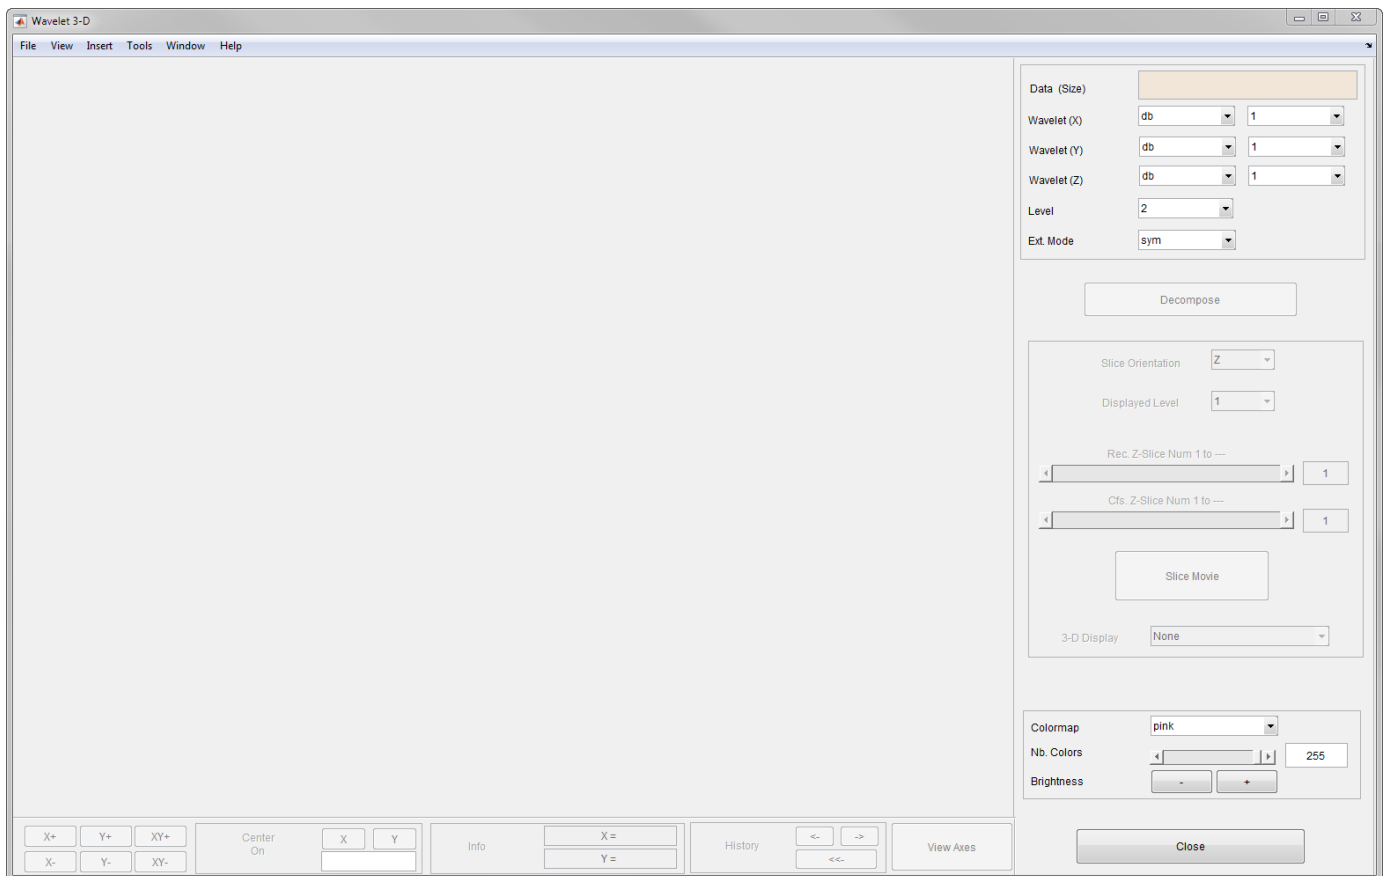 Wavelet 3-D
File View Insert Tools Window Help
Data (Size)
Wavelet (X) db 1
Wavelet (Y) db 1
Wavelet (Z) db 1
Level 2
Ext. Mode sym
Decompose
Slice Orientation Z
Displayed Level 1
Rec. Z-Slice Num 1 to ---
1
Cfs. Z-Slice Num 1 to ---
1
Slice Movie
3-D Display None
Colormap pink
Nb. Colors 255
Brightness - +
X+ Y+ XY+
X- Y- XY-
Center
On
X Y
Info
X =
Y =
History
<- ->
<<-
View Axes
Close